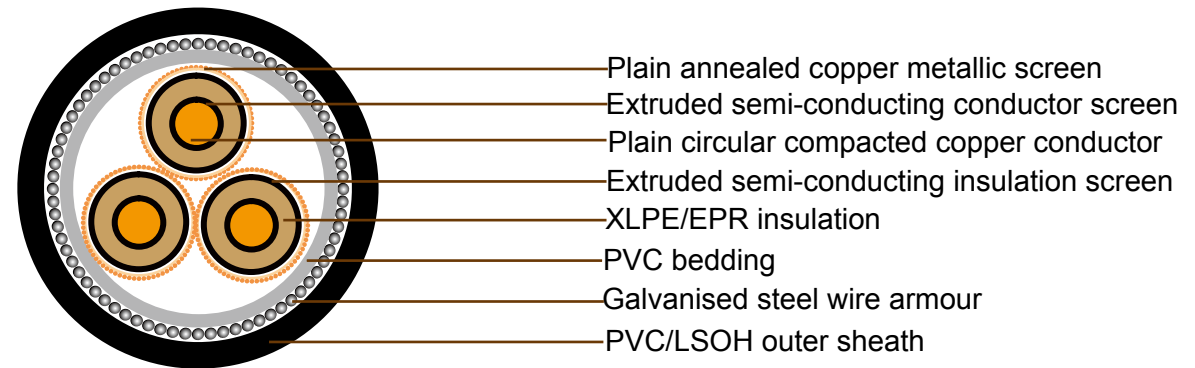 Plain annealed copper metallic screen
Extruded semi-conducting conductor screen
Plain circular compacted copper conductor
Extruded semi-conducting insulation screen
XLPE/EPR insulation
PVC bedding
Galvanised steel wire armour
PVC/LSOH outer sheath